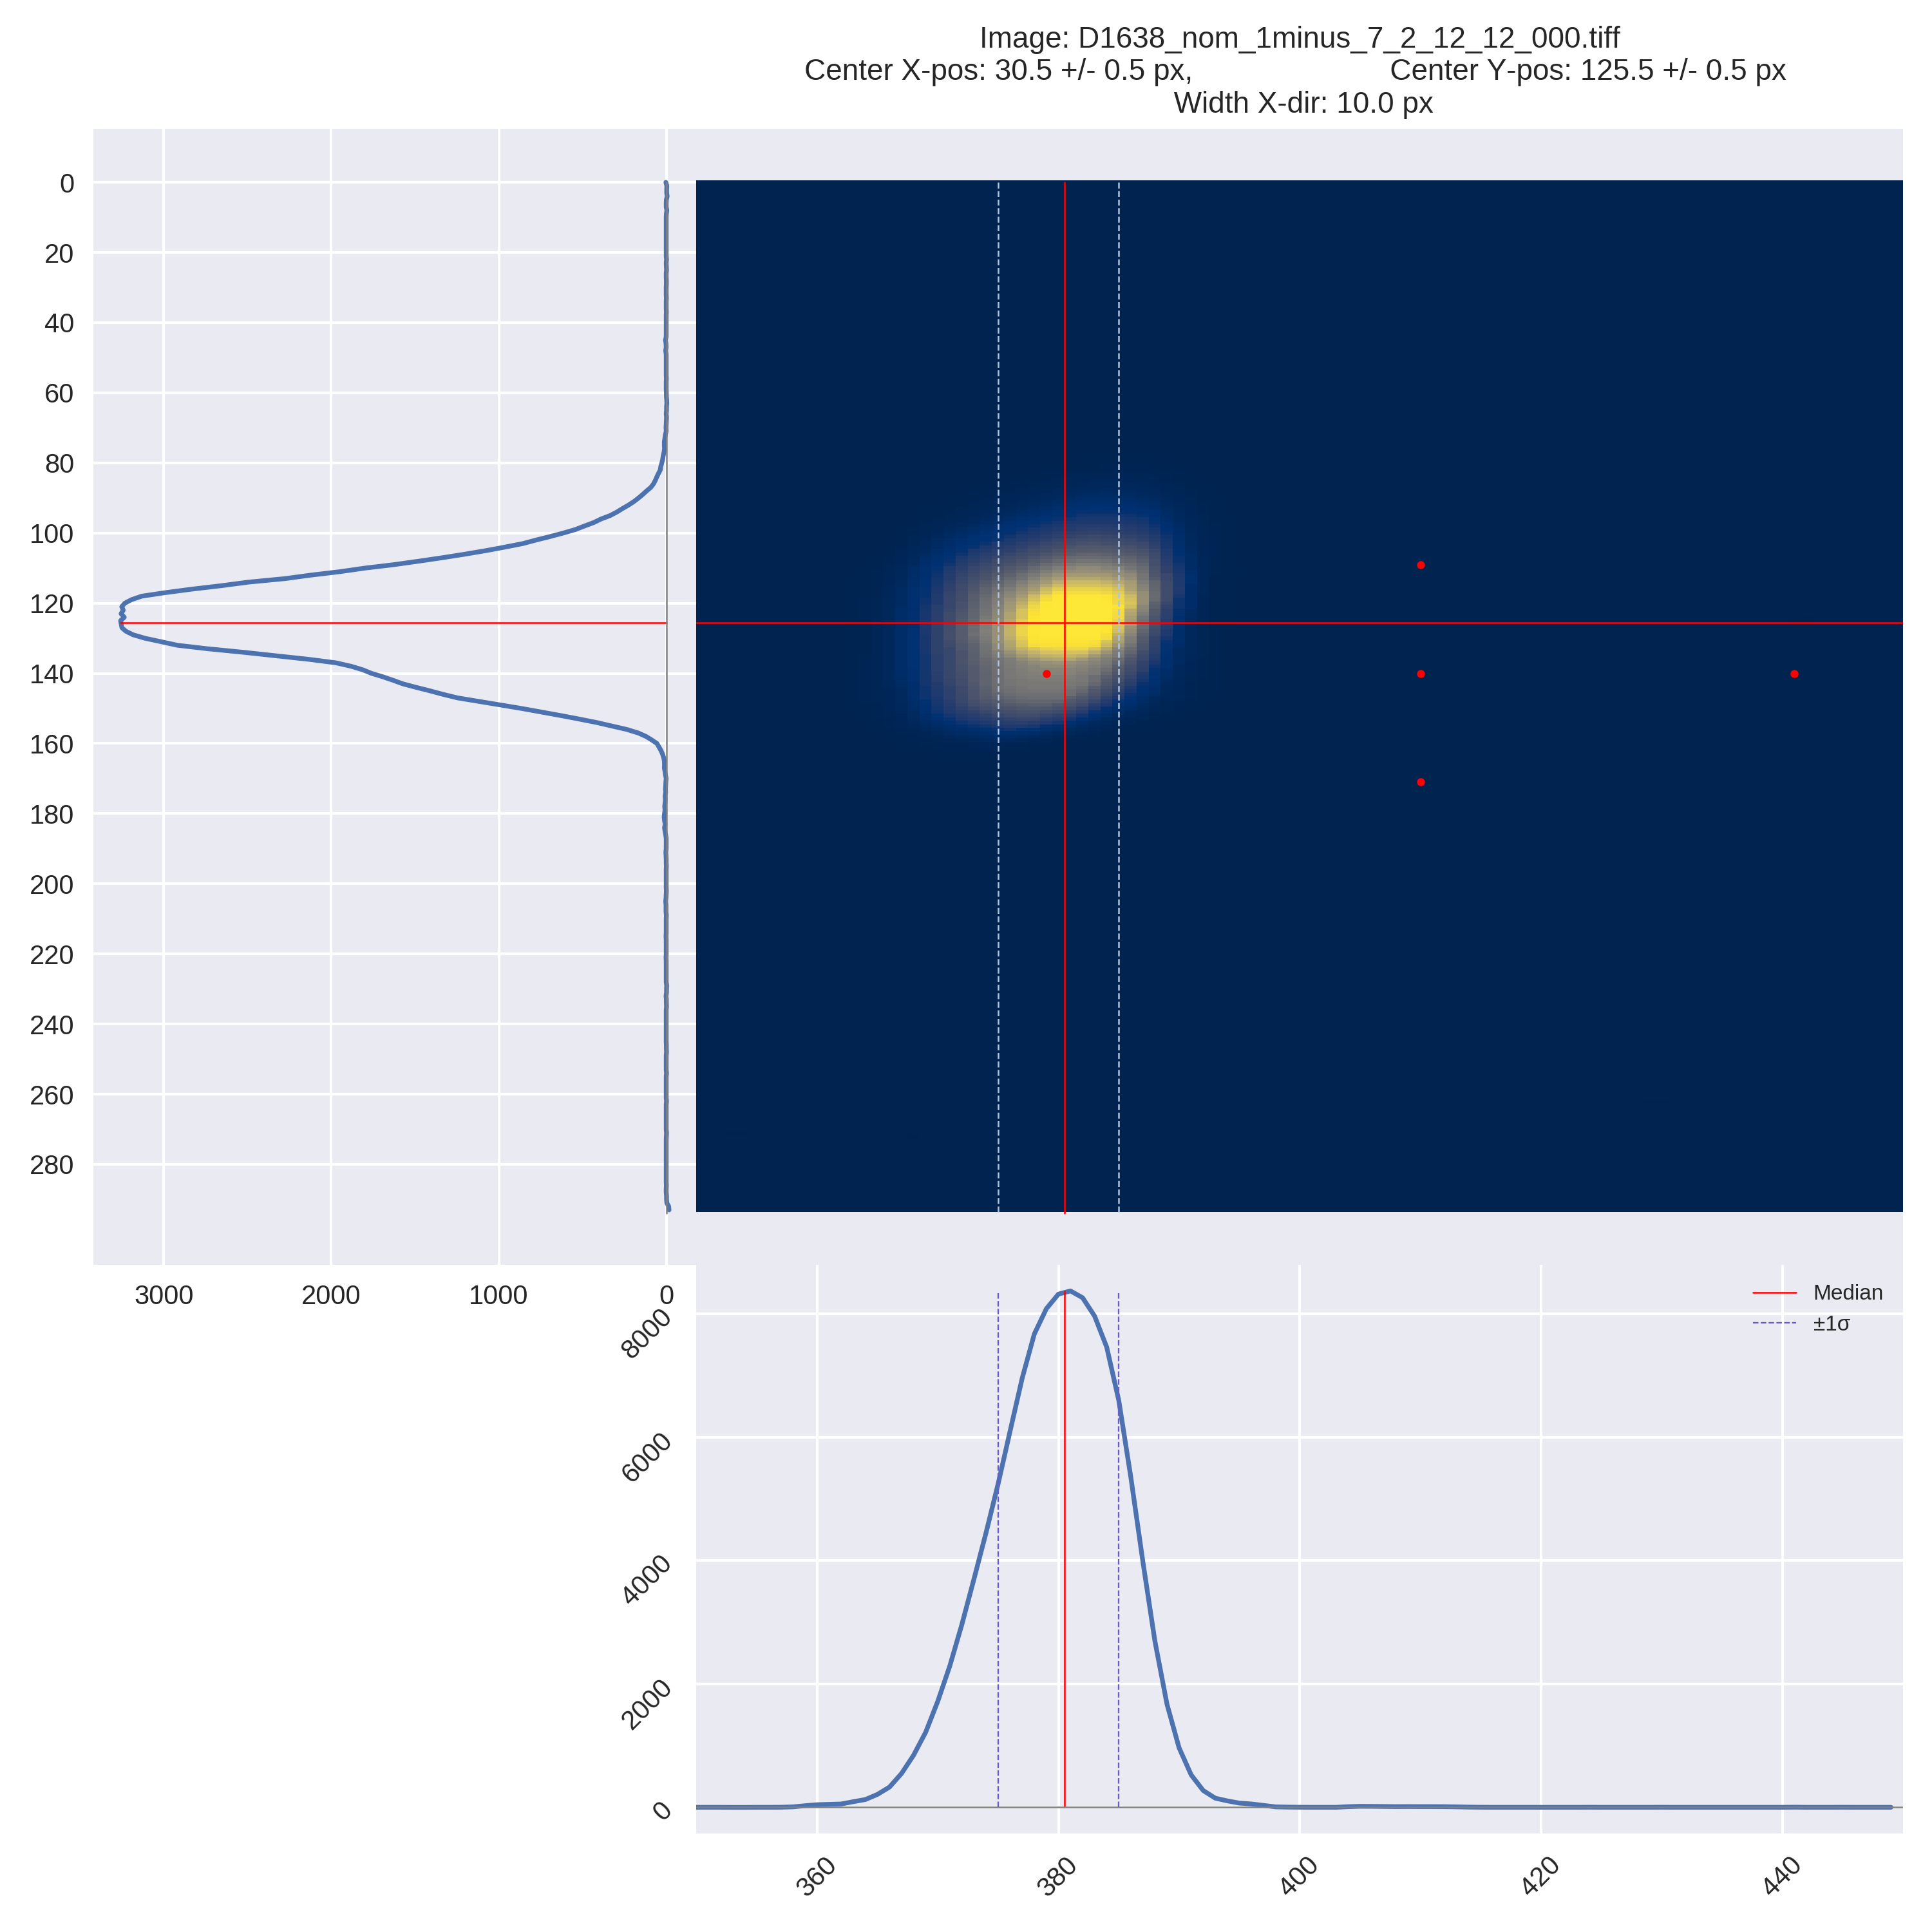 Image: D1638_nom_1minus_7_2_12_12_000.tiff
Center X-pos: 30.5 +/- 0.5 px, Center Y-pos: 125.5 +/- 0.5 px
Width X-dir: 10.0 px
0
20
40
60
80
100
120
140
160
180
200
220
240
260
280
3000 2000 1000 0
Median
±1σ
8000
6000
4000
2000
0
360 380 400 420 440